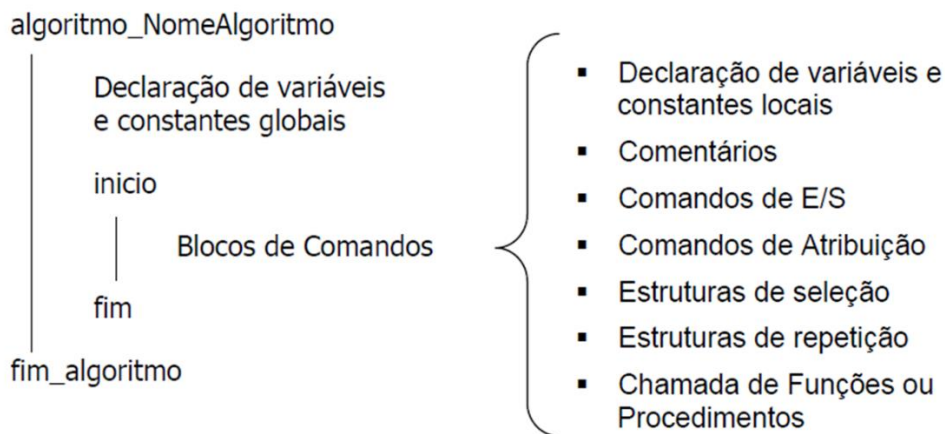 algoritmo_NomeAlgoritmo
Declaração de variáveis
e constantes globais
inicio
Blocos de Comandos
fim
fim_algoritmo
▪ Declaração de variáveis e
constantes locais
▪ Comentários
▪ Comandos de E/S
▪ Comandos de Atribuição
▪ Estruturas de seleção
▪ Estruturas de repetição
▪ Chamada de Funções ou
Procedimentos